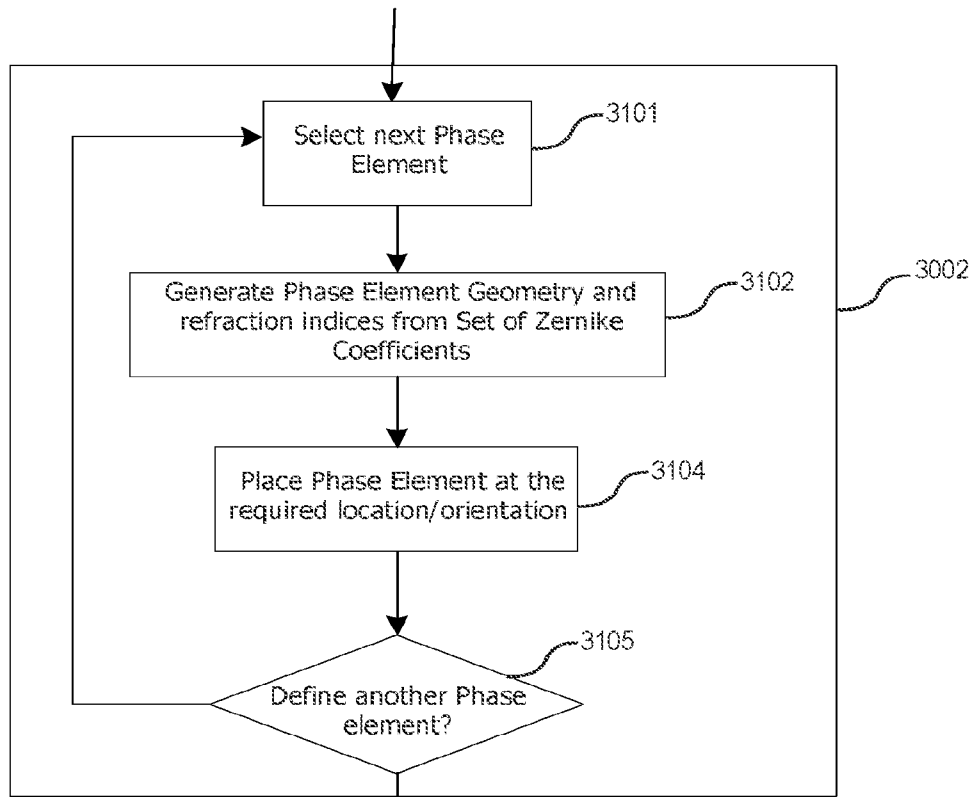 3101
Select next Phase
Element
3102
3002
Generate Phase Element Geometry and
refraction indices from Set of Zernike
Coefficients
3104
Place Phase Element at the
required location/orientation
3105
Define another Phase
element?